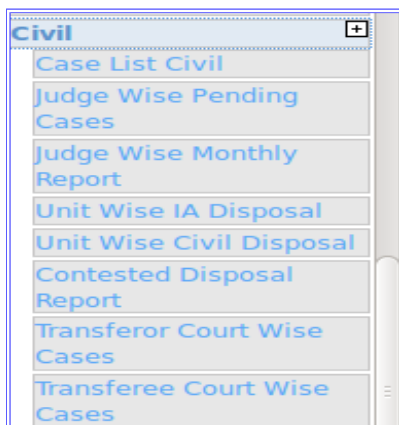 Civil
Case List Civil
Judge Wise Pending
Cases
Judge Wise Monthly
Report
Unit Wise IA Disposal
Unit Wise Civil Disposal
Contested Disposal
Report
Transferor Court Wise
Cases
Transferee Court Wise
Cases